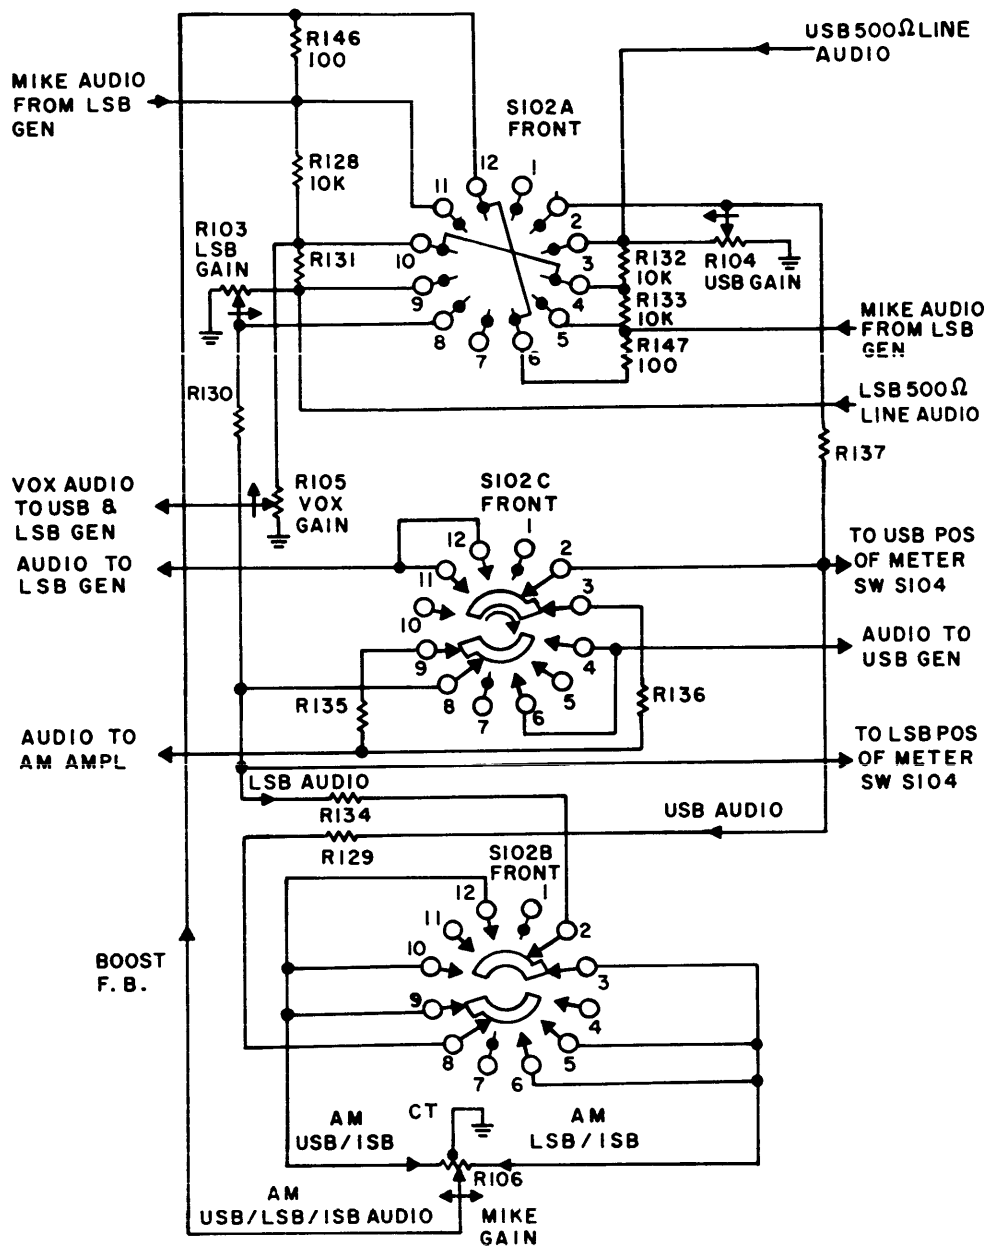 R146
100
USB 500Ω LINE
AUDIO
MIKE AUDIO
FROM LSB
GEN
S102A
FRONT
R128
10K
12
1
11
2
R103
LSB
GAIN
R131
10
3
R132
10K
R104
USB GAIN
9
4
R133
10K
MIKE AUDIO
FROM LSB
GEN
8
7
6
5
R147
100
R130
LSB 500Ω
LINE AUDIO
R137
VOX AUDIO
TO USB &
LSB GEN
R105
VOX
GAIN
S102C
FRONT
TO USB POS
OF METER
SW S104
AUDIO TO
LSB GEN
12
1
2
11
3
10
9
4
AUDIO TO
USB GEN
8
7
6
5
R135
R136
AUDIO TO
AM AMPL
TO LSB POS
OF METER
SW S104
LSB AUDIO
R134
USB AUDIO
R129
S102B
FRONT
12
1
11
2
10
3
BOOST
F.B.
9
4
8
7
6
5
CT
AM
USB/ISB
AM
LSB/ISB
R106
AM
USB/LSB/ISB AUDIO
MIKE
GAIN